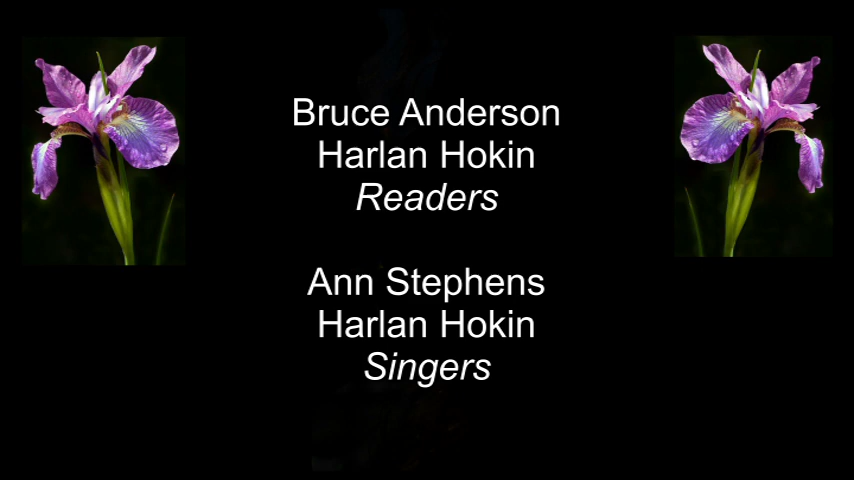 Bruce Anderson
Harlan Hokin
Readers
Ann Stephens
Harlan Hokin
Singers